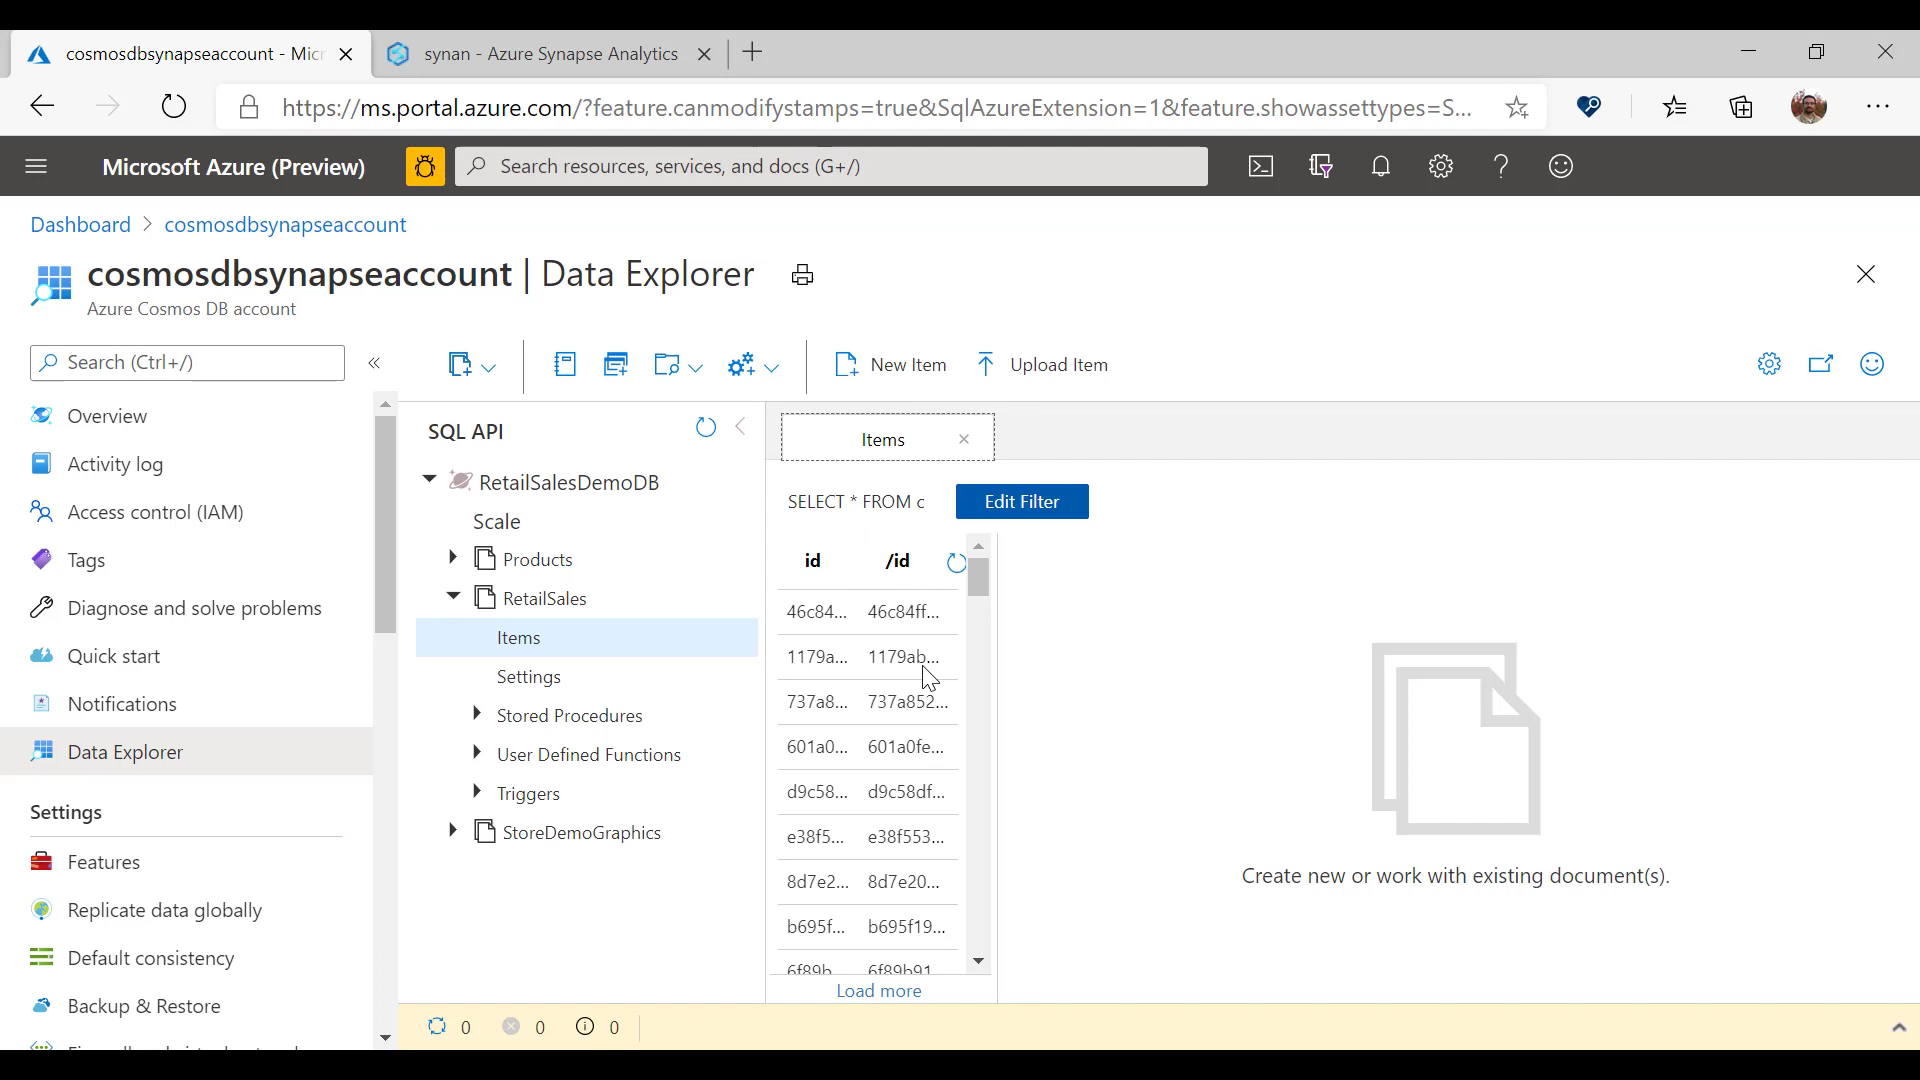 cosmosdbsynapseaccount - Mic
synan - Azure Synapse Analytics
https://ms.portal.azure.com/?feature.canmodifystamps=true&SqlAzureExtension=1&feature.showassettypes=S...
Microsoft Azure (Preview)
Search resources, services, and docs (G+/)
Dashboard > cosmosdbsynapseaccount
cosmosdbsynapseaccount | Data Explorer
Azure Cosmos DB account
Search (Ctrl+/)
«
New Item
Upload Item
Overview
Activity log
Access control (IAM)
Tags
Diagnose and solve problems
Quick start
Notifications
Data Explorer
Settings
Features
Replicate data globally
Default consistency
Backup & Restore
SQL API
RetailSalesDemoDB
Scale
Products
RetailSales
Items
Settings
Stored Procedures
User Defined Functions
Triggers
StoreDemoGraphics
Items
SELECT * FROM c
Edit Filter
id /id
46c84... 46c84ff...
1179a... 1179ab...
737a8... 737a852...
601a0... 601a0fe...
d9c58... d9c58df...
e38f5... e38f553...
8d7e2... 8d7e20...
b695f... b695f19...
6f89b 6f89b91
Load more
Create new or work with existing document(s).
0 0 0